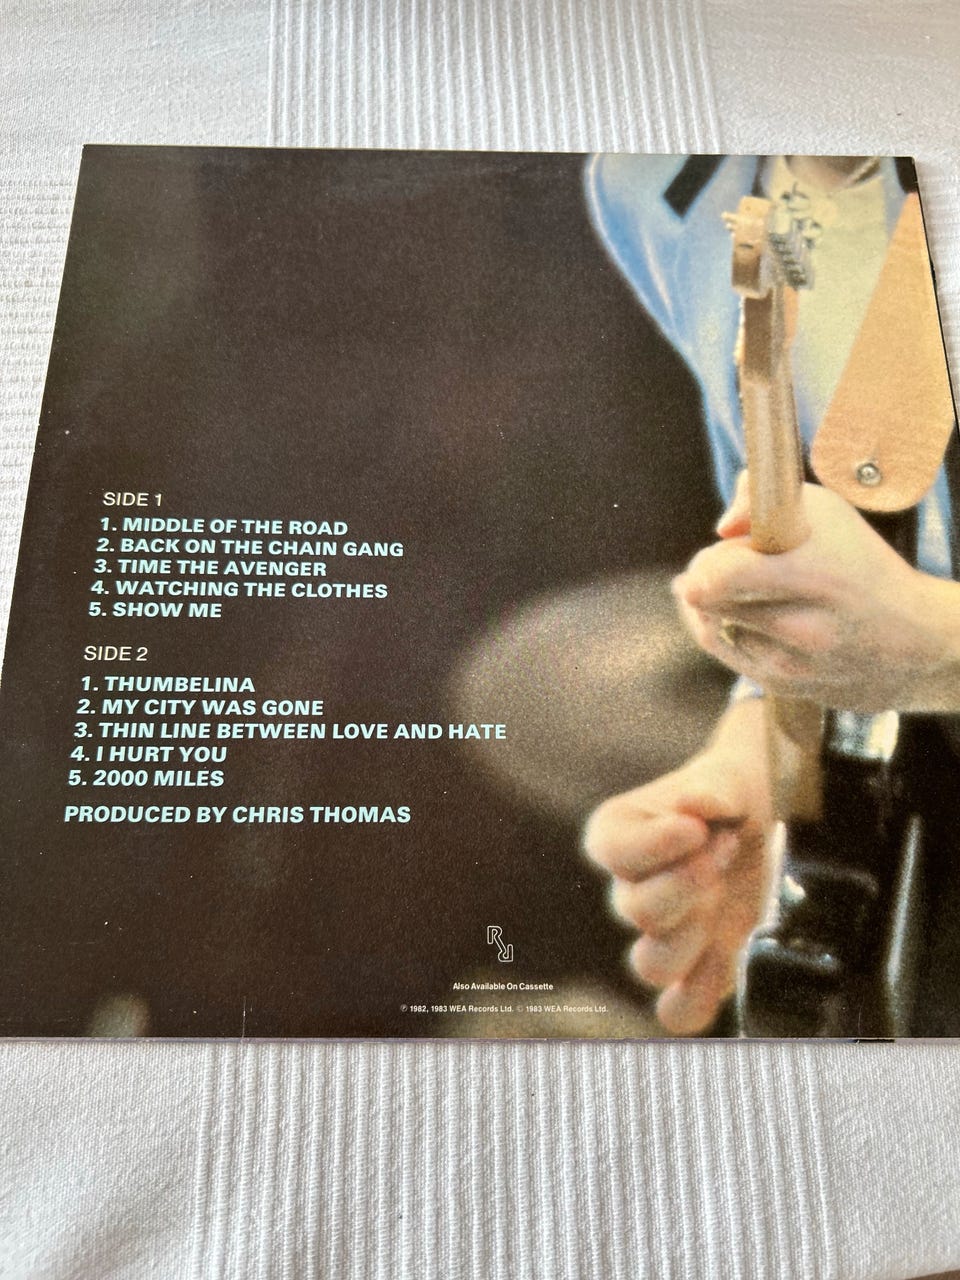 SIDE 1
1. MIDDLE OF THE ROAD
2. BACK ON THE CHAIN GANG
3. TIME THE AVENGER
4. WATCHING THE CLOTHES
5. SHOW ME
SIDE 2
1. THUMBELINA
2. MY CITY WAS GONE
3. THIN LINE BETWEEN LOVE AND HATE
4. I HURT YOU
5. 2000 MILES
PRODUCED BY CHRIS THOMAS
Also Available On Cassette
℗ 1982, 1983 WEA Records Ltd. © 1983 WEA Records Ltd.